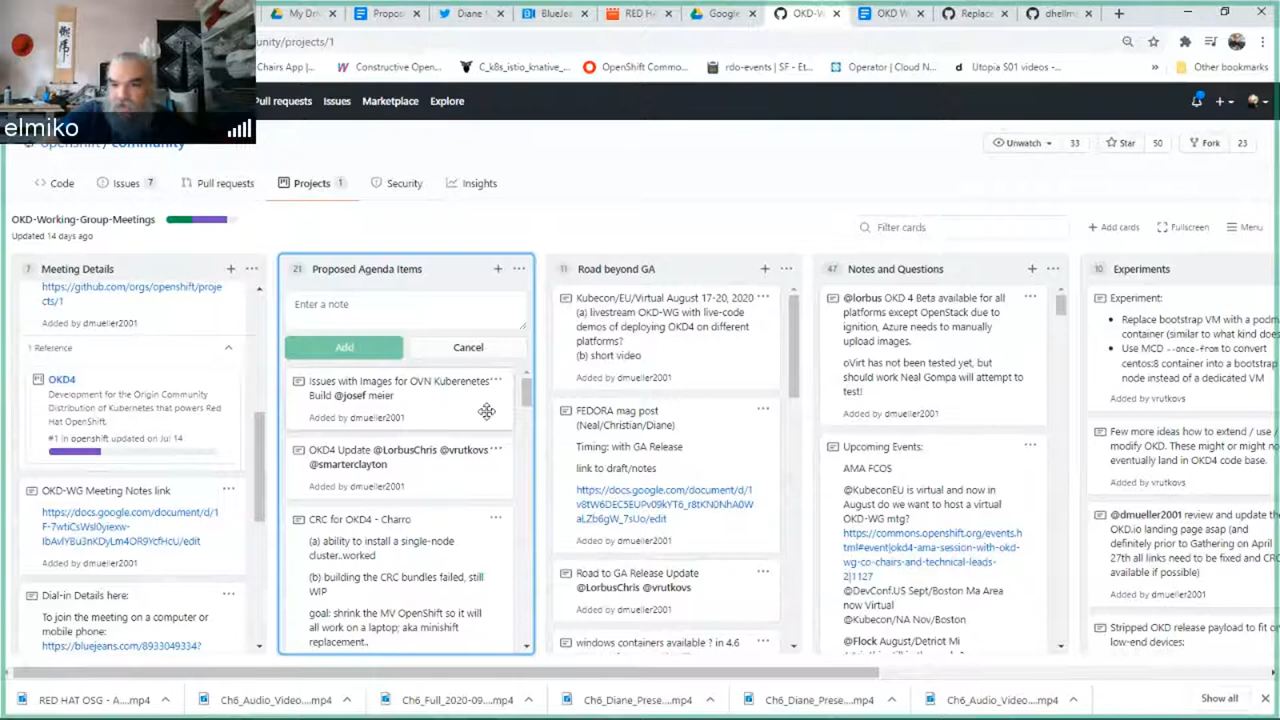 My Driv
Propos
Diane
BlueJea
RED HA
Google
OKD-W
OKD W
Replace
dhellm
unity/projects/1
Chairs App |...
Constructive Open...
C_k8s_istio_knative_...
OpenShift Commo...
rdo-events | SF - Et...
Operator | Cloud N...
Utopia S01 videos -...
»
Other bookmarks
elmiko
Pull requests
Issues
Marketplace
Explore
openshift / community
Unwatch
33
Star
50
Fork
23
Code
Issues 7
Pull requests
Projects 1
Security
Insights
OKD-Working-Group-Meetings
Updated 14 days ago
Filter cards
+ Add cards
Fullscreen
Menu
7 Meeting Details
https://github.com/orgs/openshift/proje
cts/1
Added by dmueller2001
1 Reference
OKD4
Development for the Origin Community
Distribution of Kubernetes that powers Red
Hat OpenShift.
#1 in openshift updated on Jul 14
OKD-WG Meeting Notes link
Added by dmueller2001
Dial-in Details here:
To join the meeting on a computer or
mobile phone:
https://bluejeans.com/8933049334?
21 Proposed Agenda Items
Enter a note
Add
Cancel
Issues with Images for OVN Kuberenetes
Build @josef meier
Added by dmueller2001
OKD4 Update @LorbusChris @vrutkovs
@smarterclayton
Added by dmueller2001
CRC for OKD4 - Charro
(a) ability to install a single-node
cluster..worked
(b) building the CRC bundles failed, still
WIP
goal: shrink the MV OpenShift so it will
all work on a laptop; aka minishift
replacement..
11 Road beyond GA
Kubecon/EU/Virtual August 17-20, 2020
(a) livestream OKD-WG with live-code
demos of deploying OKD4 on different
platforms?
(b) short video
Added by dmueller2001
FEDORA mag post
(Neal/Christian/Diane)
Timing: with GA Release
link to draft/notes
https://docs.google.com/document/d/1
v8tW6DEC5EUPv09kYT6_r8tKN0NhA0W
aLZb6gW_7sUo/edit
Added by dmueller2001
Road to GA Release Update
@LorbusChris @vrutkovs
Added by dmueller2001
windows containers available ? in 4.6
47 Notes and Questions
@lorbus OKD 4 Beta available for all
platforms except OpenStack due to
ignition, Azure needs to manually
upload images.
oVirt has not been tested yet, but
should work Neal Gompa will attempt to
test!
Added by dmueller2001
Upcoming Events:
AMA FCOS
@KubeconEU is virtual and now in
August do we want to host a virtual
OKD-WG mtg?
https://commons.openshift.org/events.h
tml#event|okd4-ama-session-with-okd-
wg-co-chairs-and-technical-leads-
2|1127
@DevConf.US Sept/Boston Ma Area
now Virtual
@Kubecon/NA Nov/Boston
@Flock August/Detriot Mi
10 Experiments
Experiment:
• Replace bootstrap VM with a podm
container (similar to what kind does
• Use MCD --once-from to convert
centos:8 container into a bootstrap
node instead of a dedicated VM
Added by vrutkovs
Few more ideas how to extend / use /
modify OKD. These might or might no
eventually land in OKD4 code base.
Added by vrutkovs
@dmueller2001 review and update the
OKD.io landing page asap (and
definitely prior to Gathering on April
27th all links need to be fixed and CRC
available if possible)
Added by dmueller2001
Stripped OKD release payload to fit on
low-end devices:
RED HAT OSG - A....mp4
Ch6_Audio_Video....mp4
Ch6_Full_2020-09....mp4
Ch6_Diane_Prese....mp4
Ch6_Diane_Prese....mp4
Ch6_Audio_Video....mp4
Show all